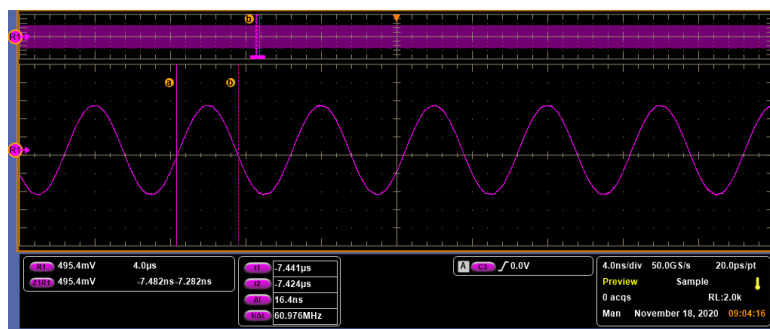 b
R1
a b
R1
R1 495.4mV 4.0µs
Z1R1 495.4mV -7.482ns-7.282ns
t1 -7.441µs
t2 -7.424µs
Δt 16.4ns
1/Δt 60.976MHz
A C3 0.0V
4.0ns/div 50.0GS/s 20.0ps/pt
Preview Sample
0 acqs RL:2.0k
Man November 18, 2020 09:04:16